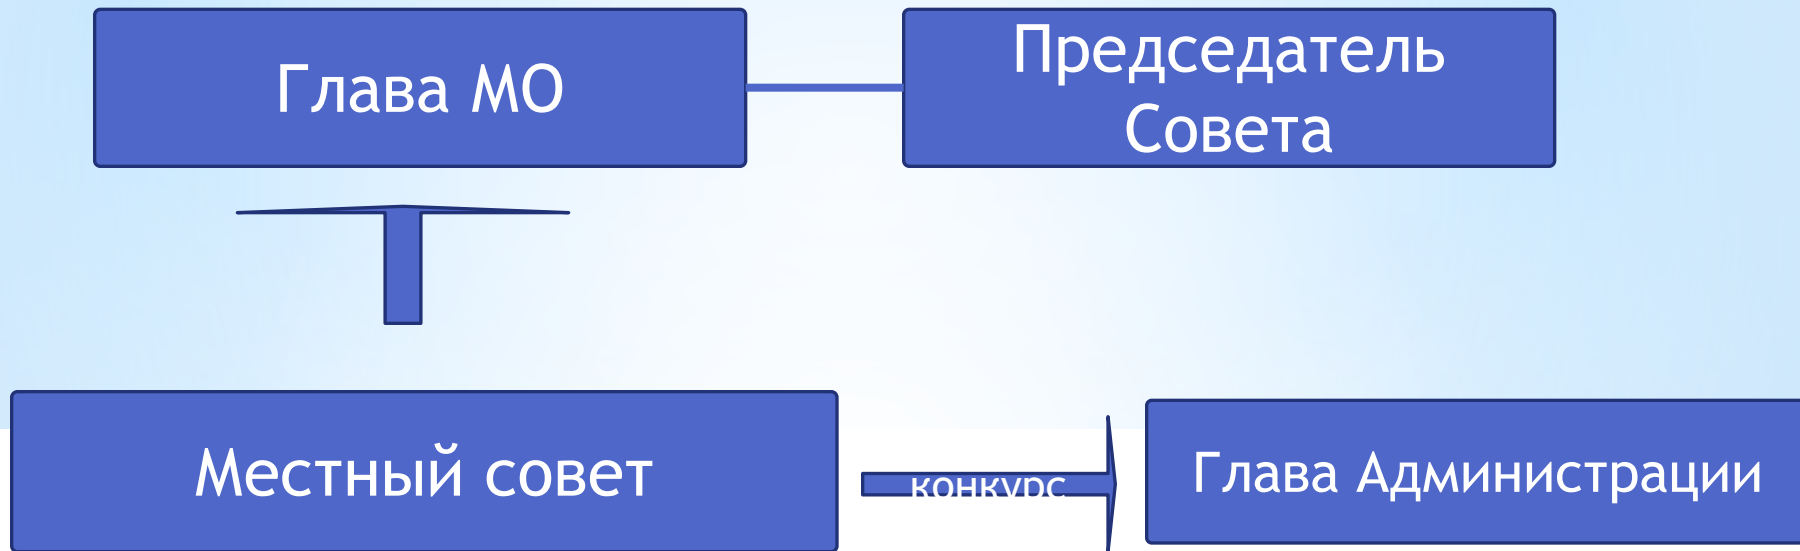 Глава МО
Председатель
Совета
Местный совет
конкурс
Глава Администрации